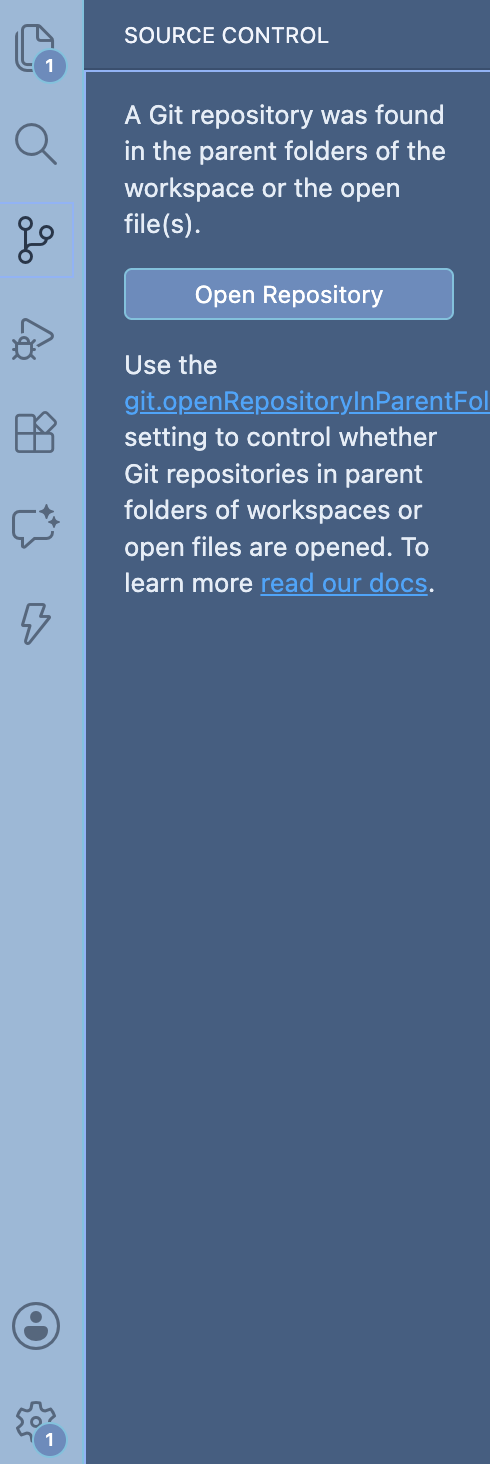 1
SOURCE CONTROL
A Git repository was found
in the parent folders of the
workspace or the open
file(s).
Open Repository
Use the
git.openRepositoryInParentFol
setting to control whether
Git repositories in parent
folders of workspaces or
open files are opened. To
learn more read our docs.
1